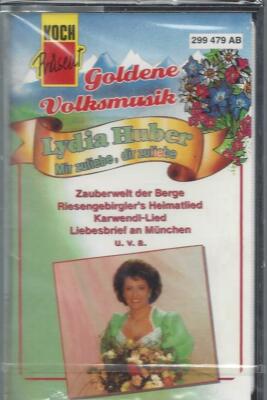 KOCH
Präsent
299 479 AB
Goldene
Volksmusik
Lydia Huber
Mir zuliebe, dir zuliebe
Zauberwelt der Berge
Riesengebirgler's Heimatlied
Karwendl-Lied
Liebesbrief an München
u. v. a.